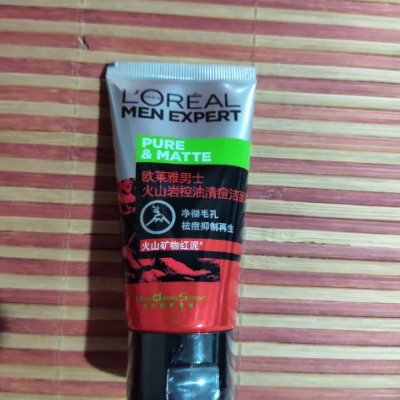 L'ORÉAL
MEN EXPERT
PURE
& MATTE
欧莱雅男士
火山岩控油清痘洁面
净彻毛孔
祛痘抑制再生
火山矿物红泥*